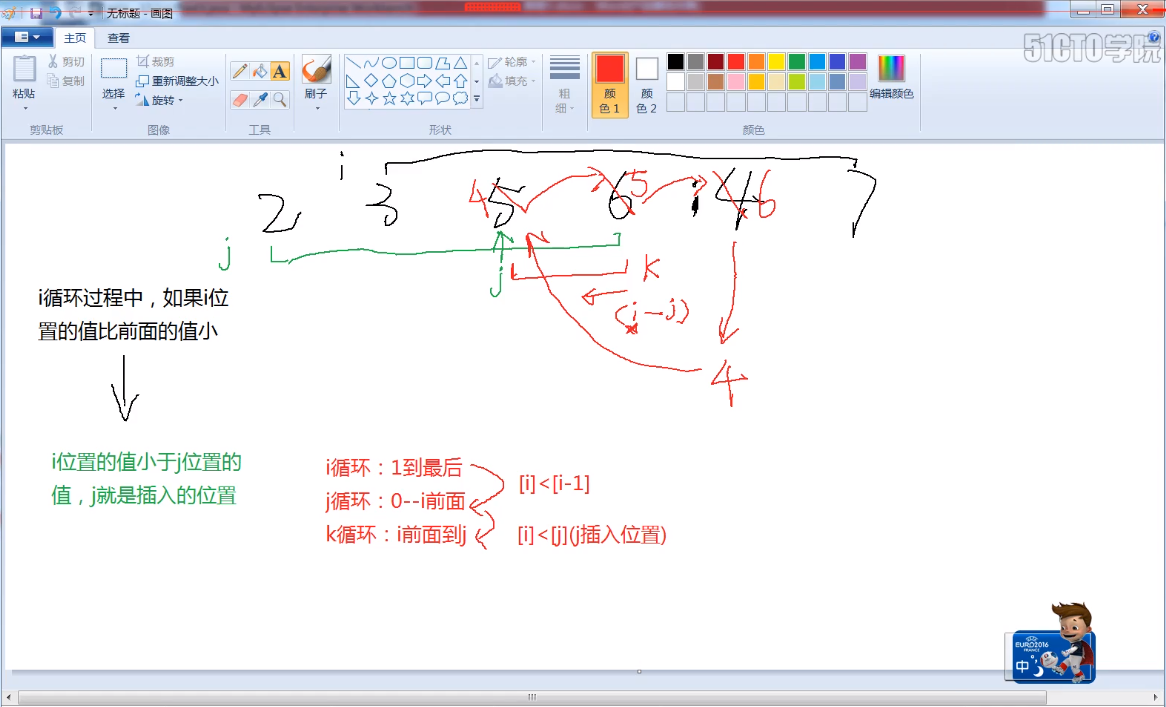 无标题 - 画图
主页 查看
51CTO学院
粘贴
剪切
复制
剪贴板
选择
裁剪
重新调整大小
旋转
图像
A
工具
刷子
轮廓
填充
形状
粗
细
颜
色 1
颜
色 2
编辑颜色
颜色
i
2 3 4 5 6 5 i 4 6 7
j
j
k
(i-j)
4
i循环过程中，如果i位
置的值比前面的值小
i位置的值小于j位置的
值，j就是插入的位置
i循环：1到最后
j循环：0--i前面
k循环：i前面到j
[i]<[i-1]
[i]<[j](j插入位置)
EURO2016
FRANCE
中